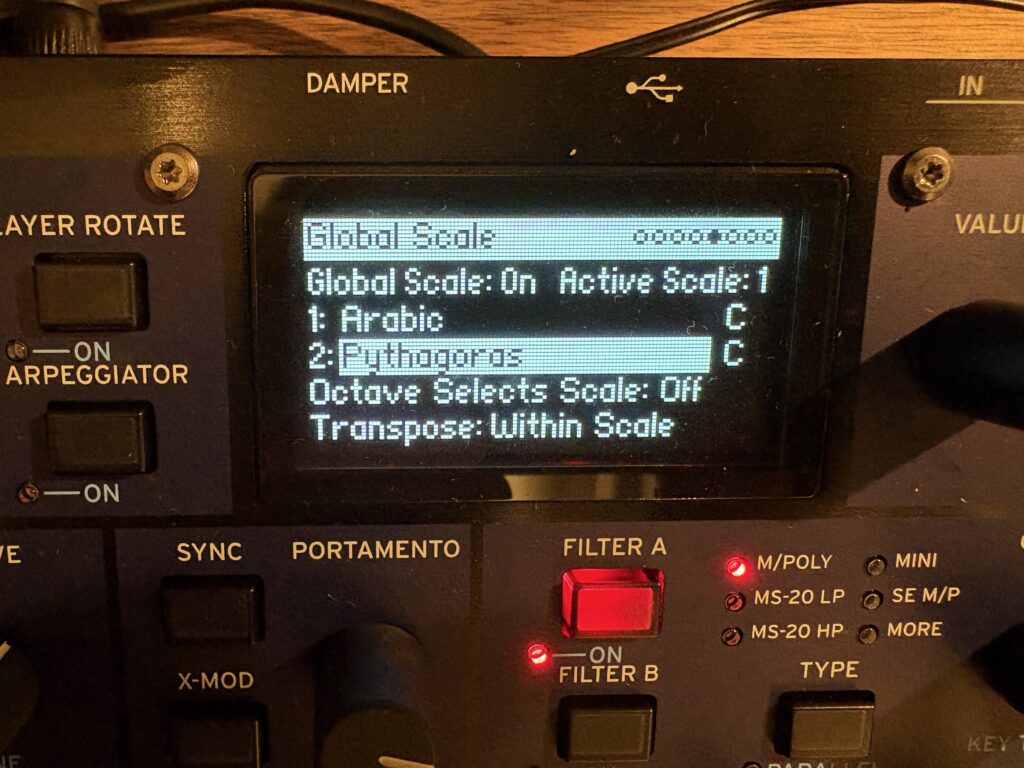 DAMPER
IN
LAYER ROTATE
ON
ARPEGGIATOR
ON
Global Scale
Global Scale: On Active Scale: 1
1: Arabic C
2: Pythagoras C
Octave Selects Scale: Off
Transpose: Within Scale
SYNC
PORTAMENTO
X-MOD
FILTER A
ON
FILTER B
M/POLY
MINI
MS-20 LP
SE M/P
MS-20 HP
MORE
TYPE
PARALLEL
KEY